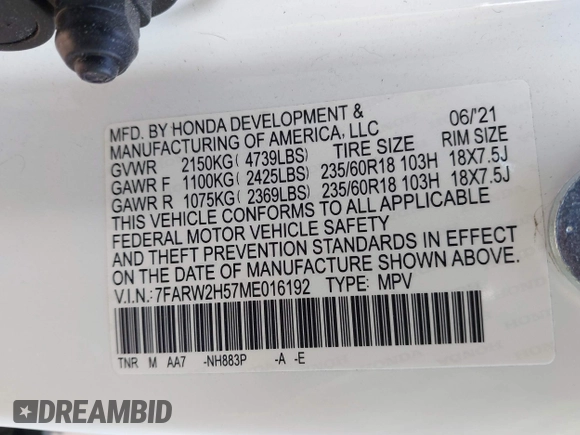 MFD. BY HONDA DEVELOPMENT & 06/'21
MANUFACTURING OF AMERICA, LLC
GVWR 2150KG( 4739LBS) TIRE SIZE RIM SIZE
GAWR F 1100KG( 2425LBS) 235/60R18 103H 18X7.5J
GAWR R 1075KG( 2369LBS) 235/60R18 103H 18X7.5J
THIS VEHICLE CONFORMS TO ALL APPLICABLE
FEDERAL MOTOR VEHICLE SAFETY
AND THEFT PREVENTION STANDARDS IN EFFECT
ON THE DATE OF MANUFACTURE SHOWN ABOVE.
V.I.N.: 7FARW2H57ME016192 TYPE: MPV
TNR M AA7 -NH883P -A -E
DREAMBID